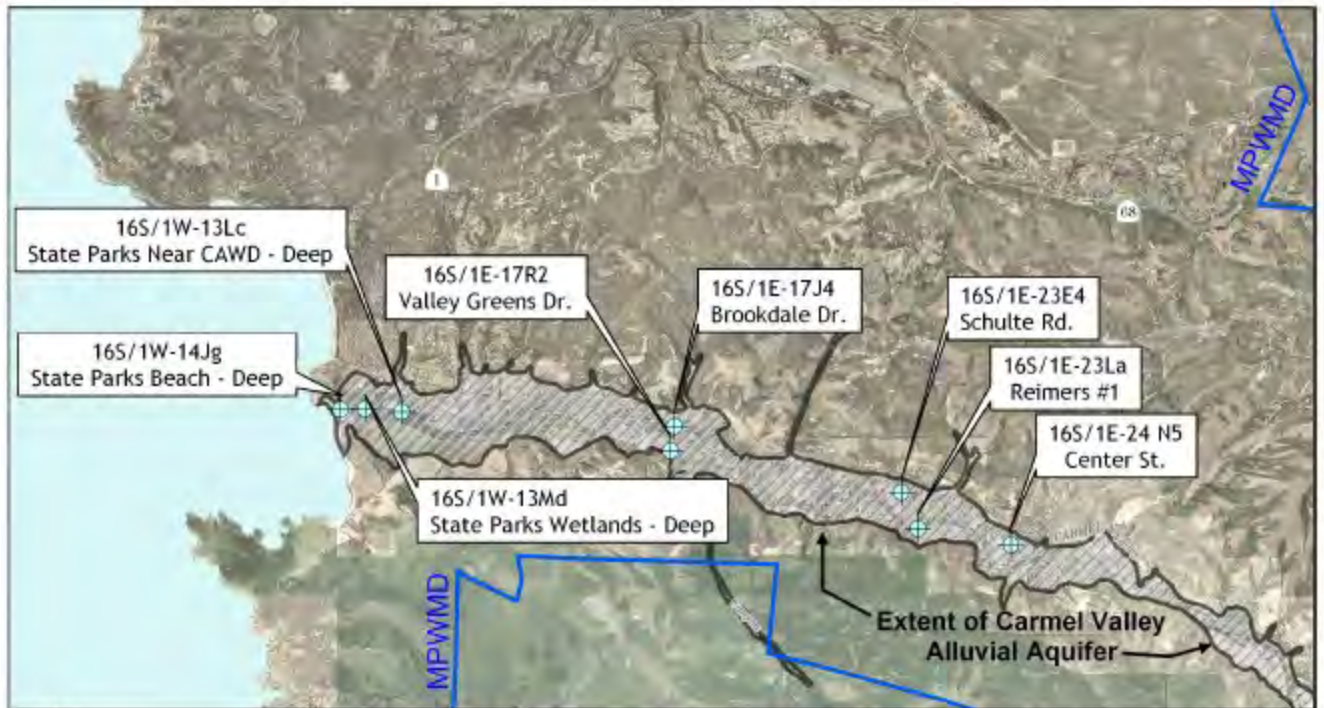 MPWMD
1
68
16S/1W-13Lc
State Parks Near CAWD - Deep
16S/1E-17R2
Valley Greens Dr.
16S/1E-17J4
Brookdale Dr.
16S/1E-23E4
Schulte Rd.
16S/1W-14Jg
State Parks Beach - Deep
16S/1E-23La
Reimers #1
16S/1E-24 N5
Center St.
16S/1W-13Md
State Parks Wetlands - Deep
MPWMD
Extent of Carmel Valley
Alluvial Aquifer